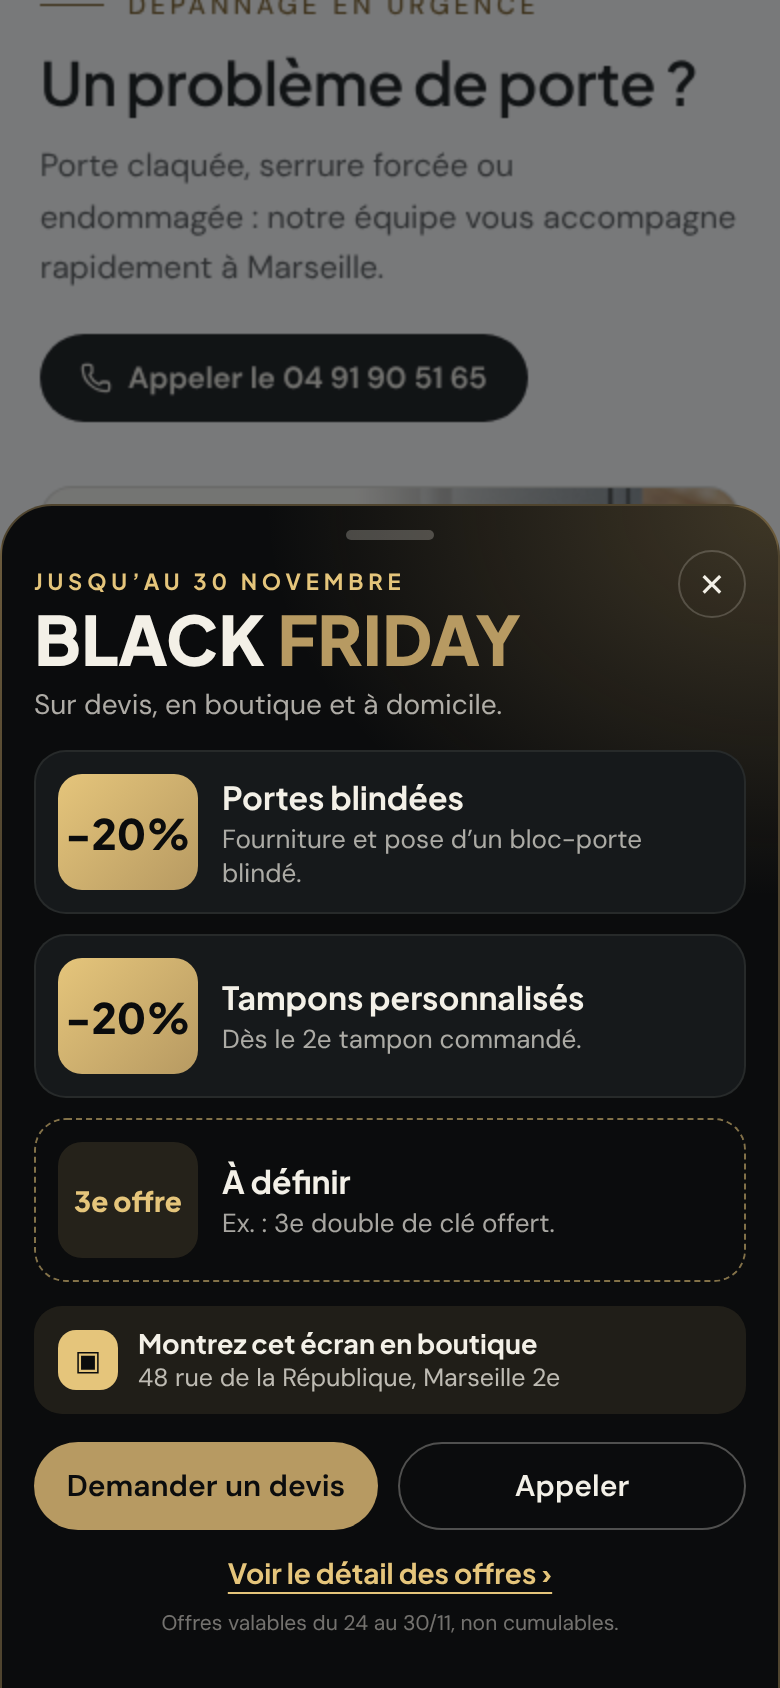 DÉPANNAGE EN URGENCE
Un problème de porte ?
Porte claquée, serrure forcée ou
endommagée : notre équipe vous accompagne
rapidement à Marseille.
Appeler le 04 91 90 51 65
JUSQU’AU 30 NOVEMBRE
BLACK FRIDAY
Sur devis, en boutique et à domicile.
-20%
Portes blindées
Fourniture et pose d’un bloc-porte
blindé.
-20%
Tampons personnalisés
Dès le 2e tampon commandé.
3e offre
À définir
Ex. : 3e double de clé offert.
Montrez cet écran en boutique
48 rue de la République, Marseille 2e
Demander un devis
Appeler
Voir le détail des offres ›
Offres valables du 24 au 30/11, non cumulables.